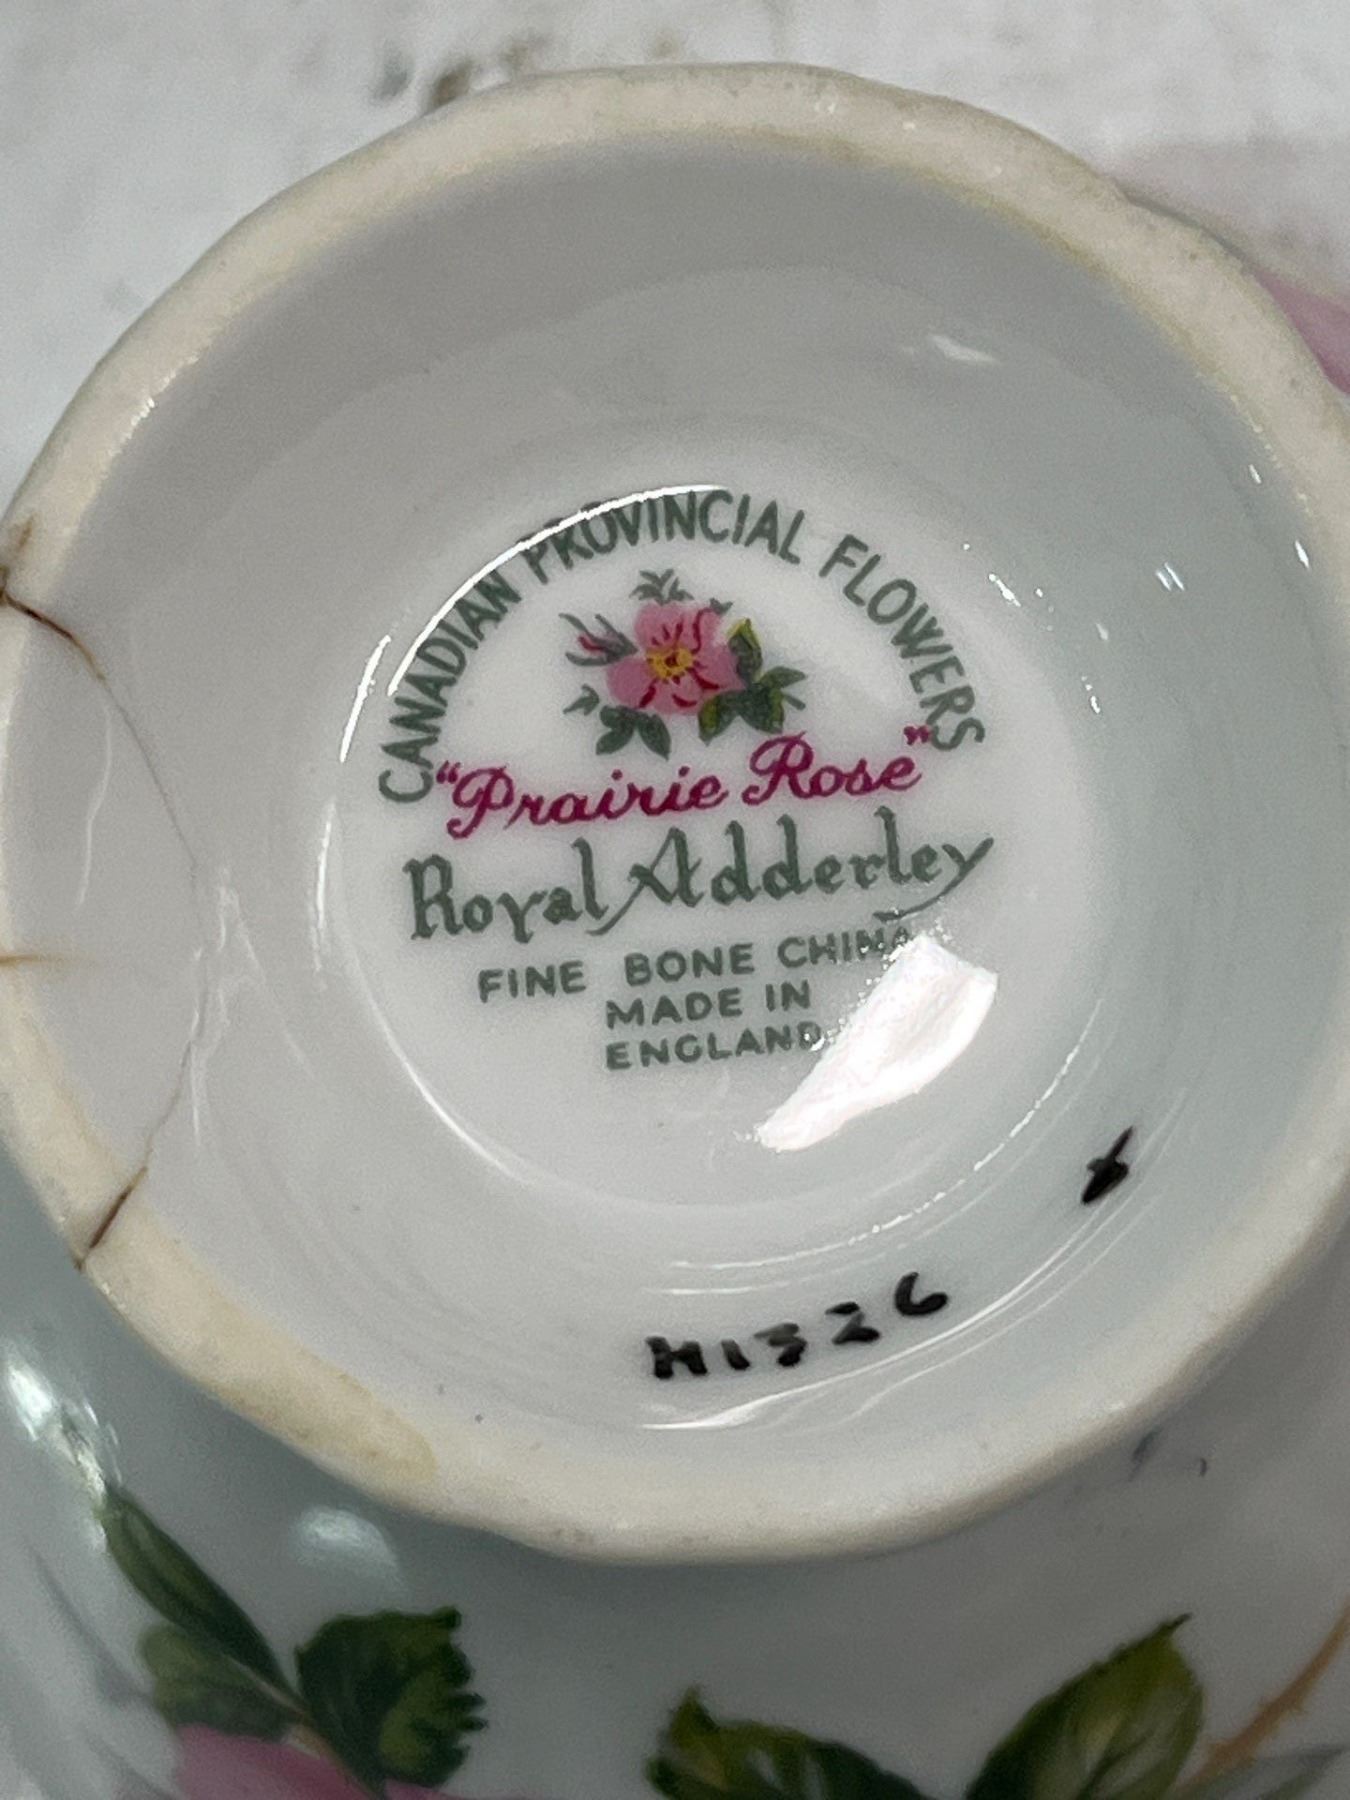 CANADIAN PROVINCIAL FLOWERS
"Prairie Rose"
Royal Adderley
FINE BONE CHINA
MADE IN
ENGLAND
H1326